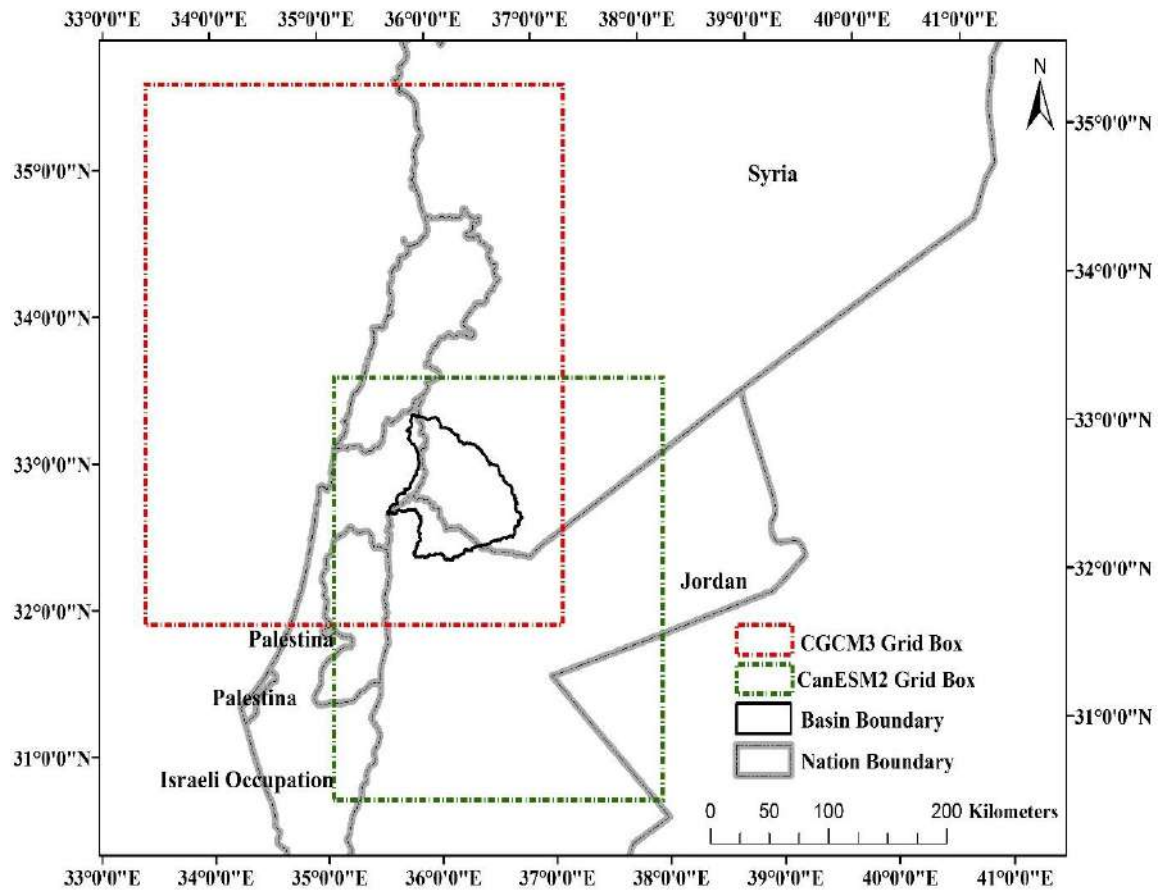 33°0'0"E 34°0'0"E 35°0'0"E 36°0'0"E 37°0'0"E 38°0'0"E 39°0'0"E 40°0'0"E 41°0'0"E
N
35°0'0"N
35°0'0"N
Syria
34°0'0"N
34°0'0"N
33°0'0"N
33°0'0"N
32°0'0"N
Jordan
32°0'0"N
Palestina
CGCM3 Grid Box
CanESM2 Grid Box
Palestina
Basin Boundary
31°0'0"N
31°0'0"N
Nation Boundary
Israeli Occupation
0 50 100 200 Kilometers
33°0'0"E 34°0'0"E 35°0'0"E 36°0'0"E 37°0'0"E 38°0'0"E 39°0'0"E 40°0'0"E 41°0'0"E